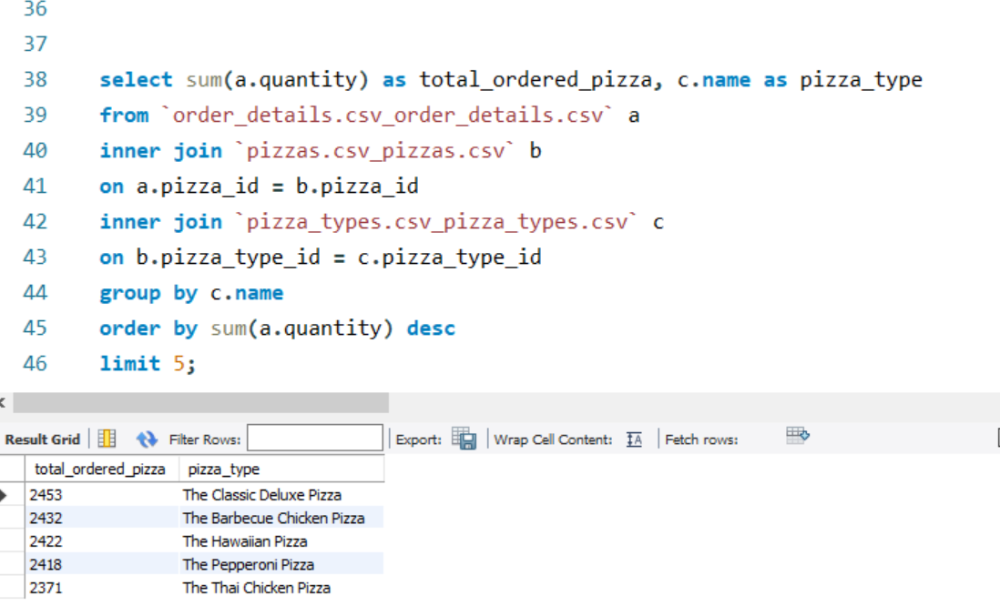 36
37
38 select sum(a.quantity) as total_ordered_pizza, c.name as pizza_type
39 from `order_details.csv_order_details.csv` a
40 inner join `pizzas.csv_pizzas.csv` b
41 on a.pizza_id = b.pizza_id
42 inner join `pizza_types.csv_pizza_types.csv` c
43 on b.pizza_type_id = c.pizza_type_id
44 group by c.name
45 order by sum(a.quantity) desc
46 limit 5;
Result Grid Filter Rows: Export: Wrap Cell Content: Fetch rows:
total_ordered_pizza pizza_type
2453 The Classic Deluxe Pizza
2432 The Barbecue Chicken Pizza
2422 The Hawaiian Pizza
2418 The Pepperoni Pizza
2371 The Thai Chicken Pizza